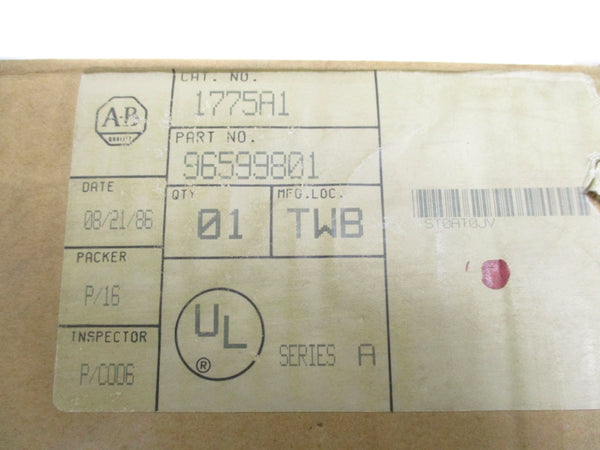 A-B
CAT. NO.
1775A1
PART NO.
96599801
DATE
08/21/86
QTY
01
MFG.LOC.
TWB
PACKER
P/16
INSPECTOR
P/C006
UL
®
SERIES A
ST0AT0JV